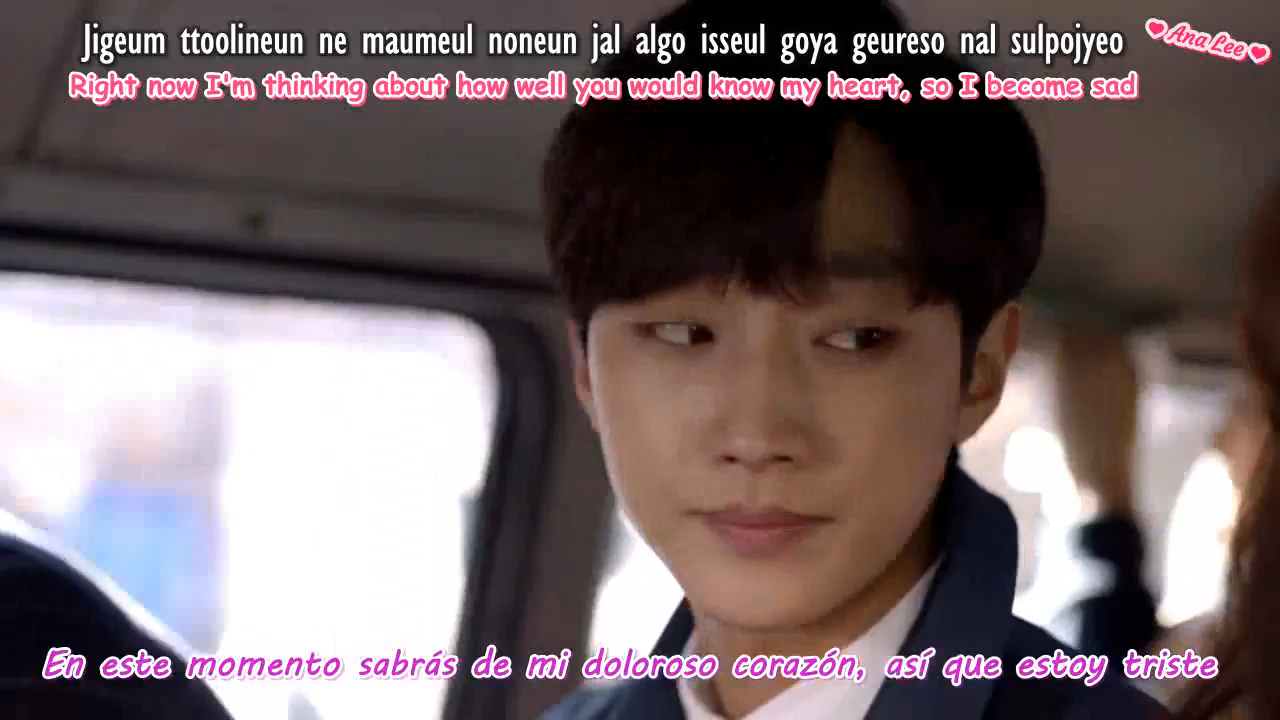 Jigeum ttoolineun ne maumeul noneun jal algo isseul goya geureso nal sulpojyeo
Ana Lee
Right now I'm thinking about how well you would know my heart, so I become sad
En este momento sabrás de mi doloroso corazón, así que estoy triste